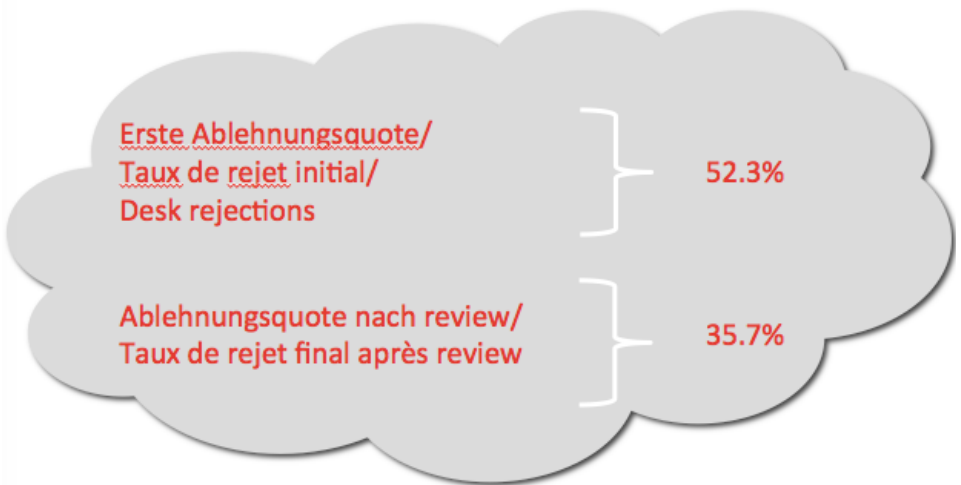 Erste Ablehnungsquote/
Taux de rejet initial/
Desk rejections
52.3%
Ablehnungsquote nach review/
Taux de rejet final après review
35.7%